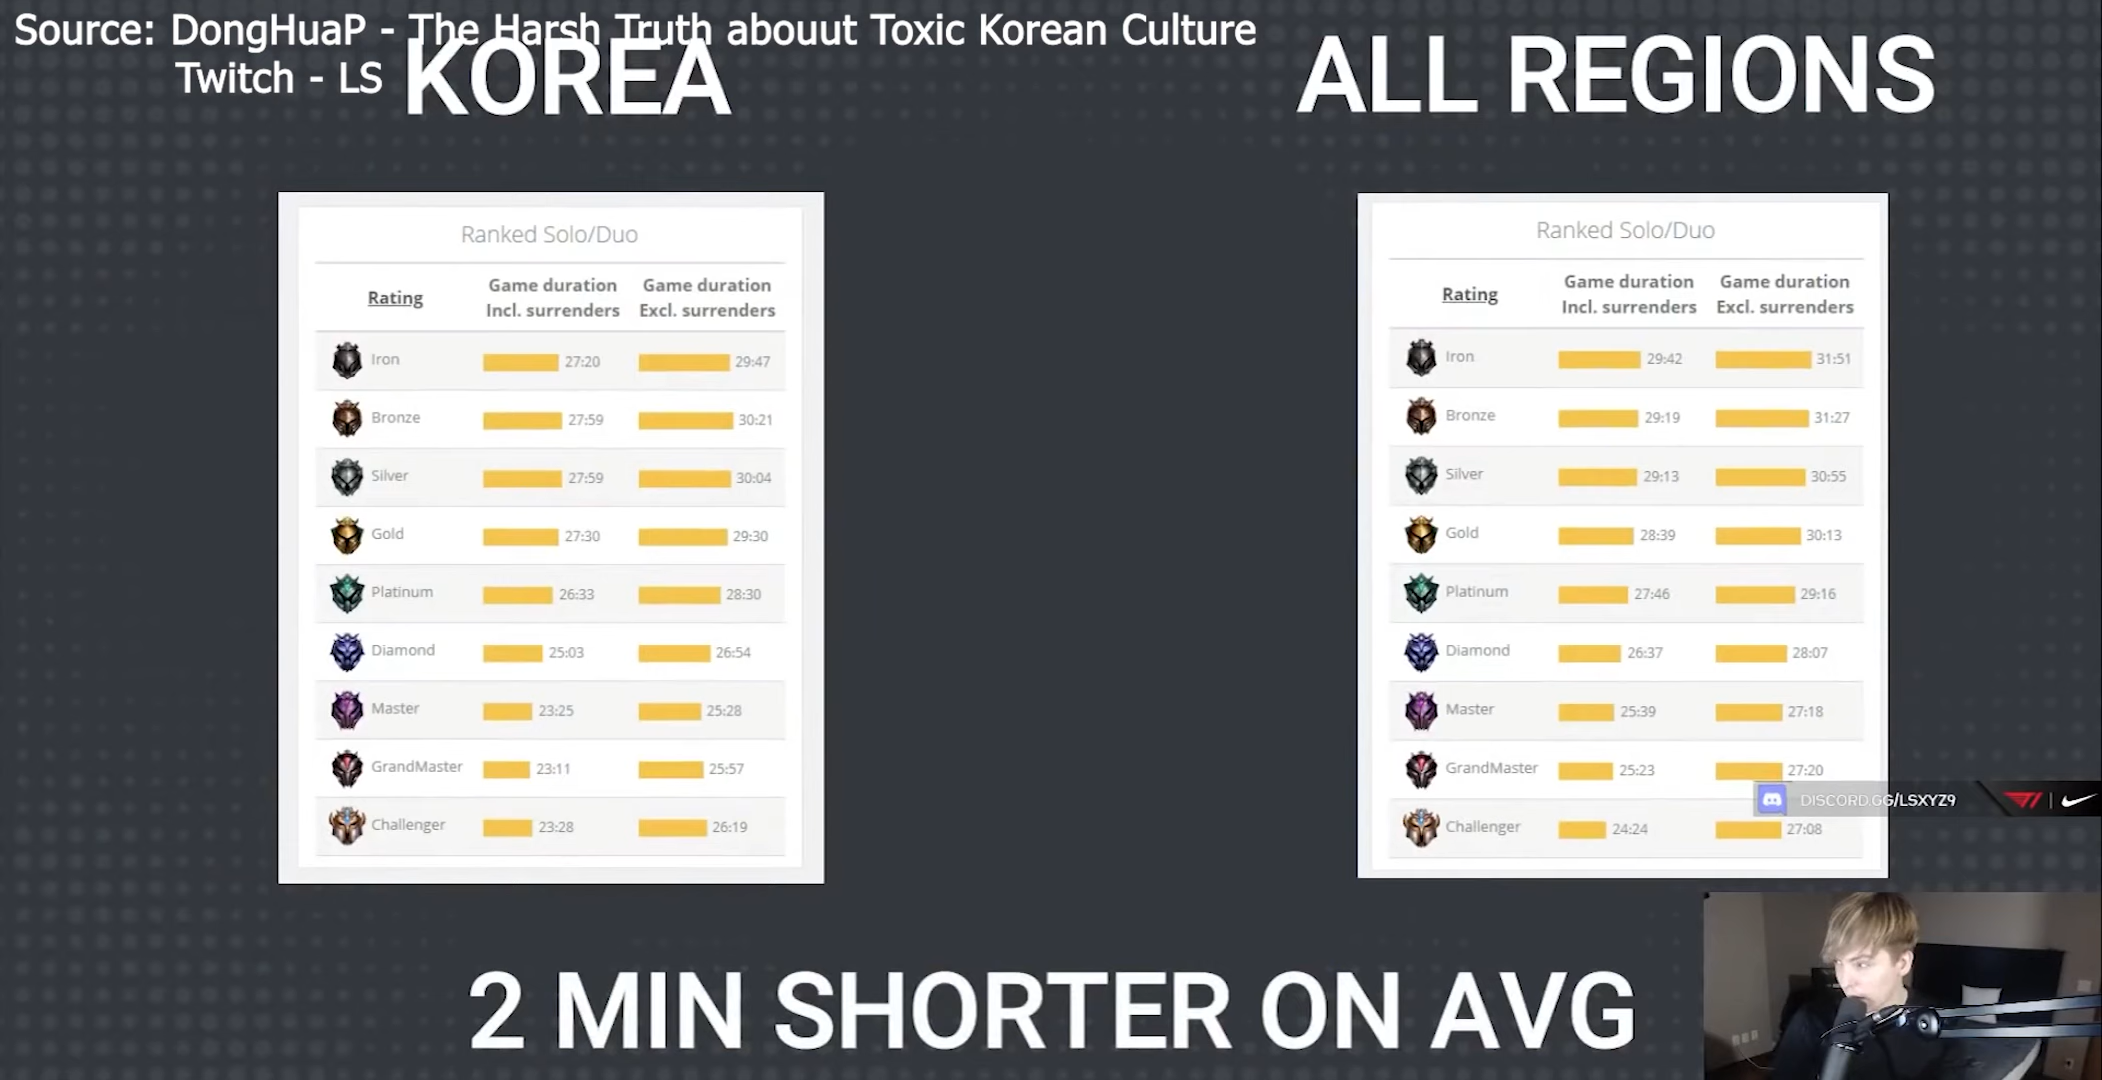 Source: DongHuaP - The Harsh Truth abouut Toxic Korean Culture
Twitch - LS
KOREA
ALL REGIONS
Ranked Solo/Duo
Rating Game duration Incl. surrenders Game duration Excl. surrenders
Iron 27:20 29:47
Bronze 27:59 30:21
Silver 27:59 30:04
Gold 27:30 29:30
Platinum 26:33 28:30
Diamond 25:03 26:54
Master 23:25 25:28
GrandMaster 23:11 25:57
Challenger 23:28 26:19
Ranked Solo/Duo
Rating Game duration Incl. surrenders Game duration Excl. surrenders
Iron 29:42 31:51
Bronze 29:19 31:27
Silver 29:13 30:55
Gold 28:39 30:13
Platinum 27:46 29:16
Diamond 26:37 28:07
Master 25:39 27:18
GrandMaster 25:23 27:20
Challenger 24:24 27:08
DISCORD.GG/LSXYZ9
T1
2 MIN SHORTER ON AVG